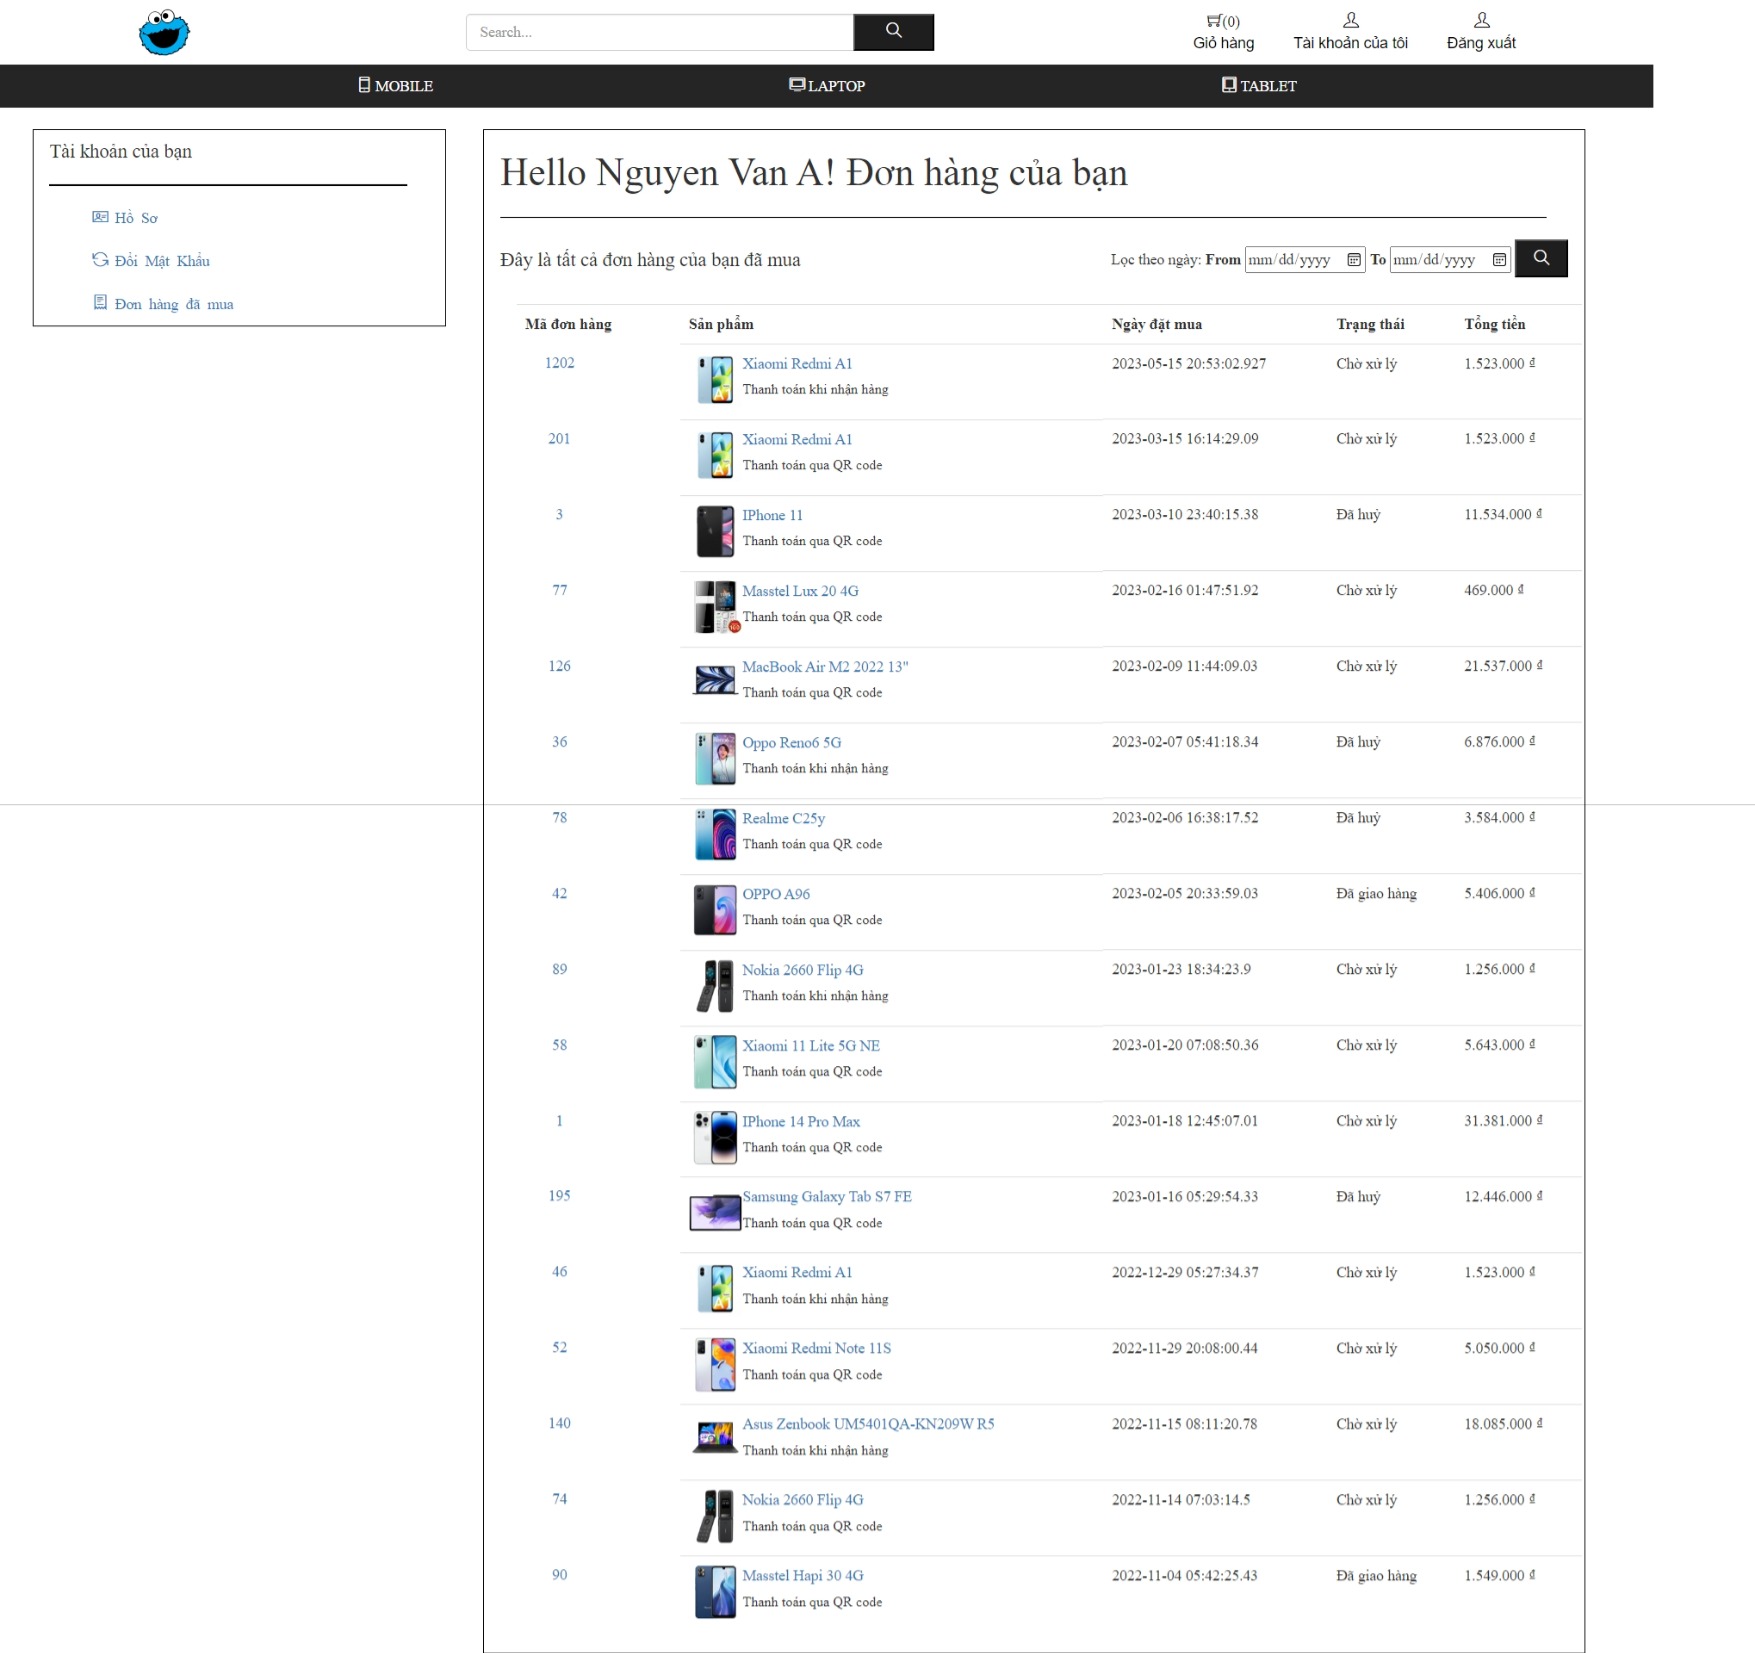 Search...
(0)
Giỏ hàng
Tài khoản của tôi
Đăng xuất
MOBILE
LAPTOP
TABLET
Tài khoản của bạn
Hồ Sơ
Đổi Mật Khẩu
Đơn hàng đã mua
Hello Nguyen Van A! Đơn hàng của bạn
Đây là tất cả đơn hàng của bạn đã mua
Lọc theo ngày: From mm/dd/yyyy To mm/dd/yyyy
Mã đơn hàng Sản phẩm Ngày đặt mua Trạng thái Tổng tiền
1202 Xiaomi Redmi A1 2023-05-15 20:53:02.927 Chờ xử lý 1.523.000 ₫
Thanh toán khi nhận hàng
201 Xiaomi Redmi A1 2023-03-15 16:14:29.09 Chờ xử lý 1.523.000 ₫
Thanh toán qua QR code
3 IPhone 11 2023-03-10 23:40:15.38 Đã huỷ 11.534.000 ₫
Thanh toán qua QR code
77 Masstel Lux 20 4G 2023-02-16 01:47:51.92 Chờ xử lý 469.000 ₫
Thanh toán qua QR code
126 MacBook Air M2 2022 13" 2023-02-09 11:44:09.03 Chờ xử lý 21.537.000 ₫
Thanh toán qua QR code
36 Oppo Reno6 5G 2023-02-07 05:41:18.34 Đã huỷ 6.876.000 ₫
Thanh toán khi nhận hàng
78 Realme C25y 2023-02-06 16:38:17.52 Đã huỷ 3.584.000 ₫
Thanh toán qua QR code
42 OPPO A96 2023-02-05 20:33:59.03 Đã giao hàng 5.406.000 ₫
Thanh toán qua QR code
89 Nokia 2660 Flip 4G 2023-01-23 18:34:23.9 Chờ xử lý 1.256.000 ₫
Thanh toán khi nhận hàng
58 Xiaomi 11 Lite 5G NE 2023-01-20 07:08:50.36 Chờ xử lý 5.643.000 ₫
Thanh toán qua QR code
1 IPhone 14 Pro Max 2023-01-18 12:45:07.01 Chờ xử lý 31.381.000 ₫
Thanh toán qua QR code
195 Samsung Galaxy Tab S7 FE 2023-01-16 05:29:54.33 Đã huỷ 12.446.000 ₫
Thanh toán qua QR code
46 Xiaomi Redmi A1 2022-12-29 05:27:34.37 Chờ xử lý 1.523.000 ₫
Thanh toán khi nhận hàng
52 Xiaomi Redmi Note 11S 2022-11-29 20:08:00.44 Chờ xử lý 5.050.000 ₫
Thanh toán qua QR code
140 Asus Zenbook UM5401QA-KN209W R5 2022-11-15 08:11:20.78 Chờ xử lý 18.085.000 ₫
Thanh toán khi nhận hàng
74 Nokia 2660 Flip 4G 2022-11-14 07:03:14.5 Chờ xử lý 1.256.000 ₫
Thanh toán qua QR code
90 Masstel Hapi 30 4G 2022-11-04 05:42:25.43 Đã giao hàng 1.549.000 ₫
Thanh toán qua QR code